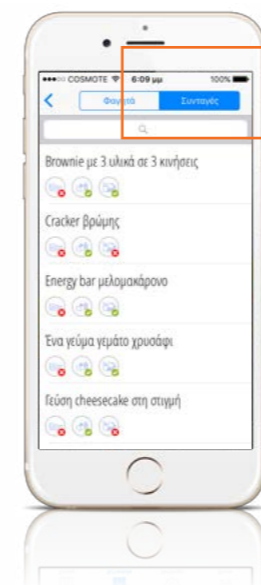 COSMOTE 6:09 μμ 100%
Φαγητά Συνταγές
Brownie με 3 υλικά σε 3 κινήσεις
Cracker βρώμης
Energy bar μελομακάρονο
Ένα γεύμα γεμάτο χρυσάφι
Γεύση cheesecake στη στιγμή